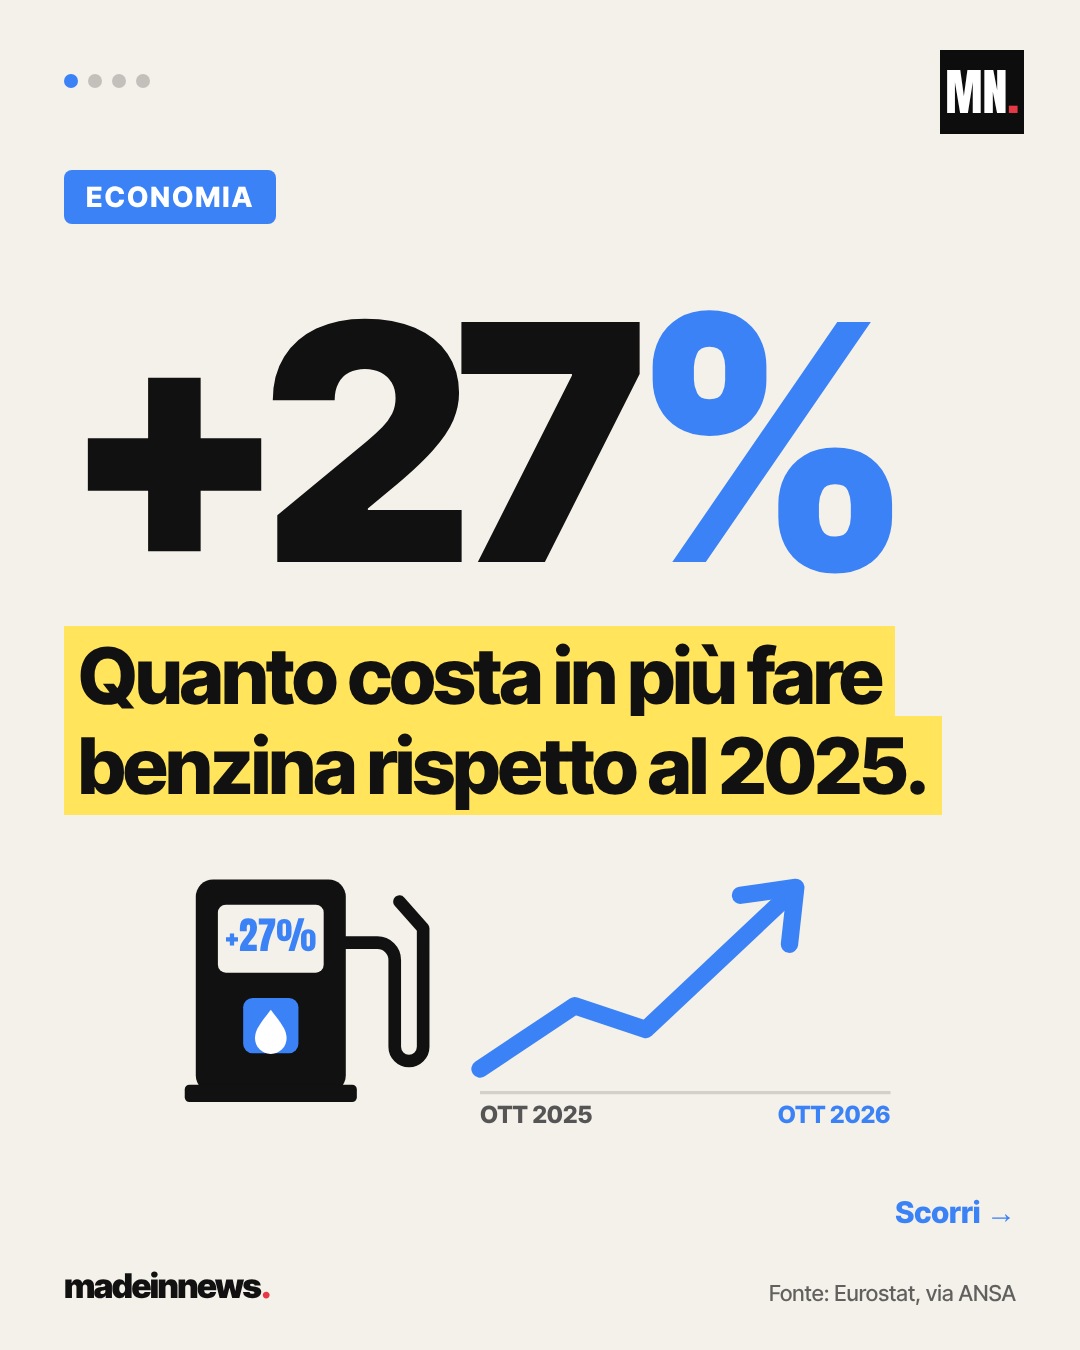 MN.
ECONOMIA
+27%
Quanto costa in più fare
benzina rispetto al 2025.
+27%
OTT 2025
OTT 2026
Scorri →
madeinnews.
Fonte: Eurostat, via ANSA